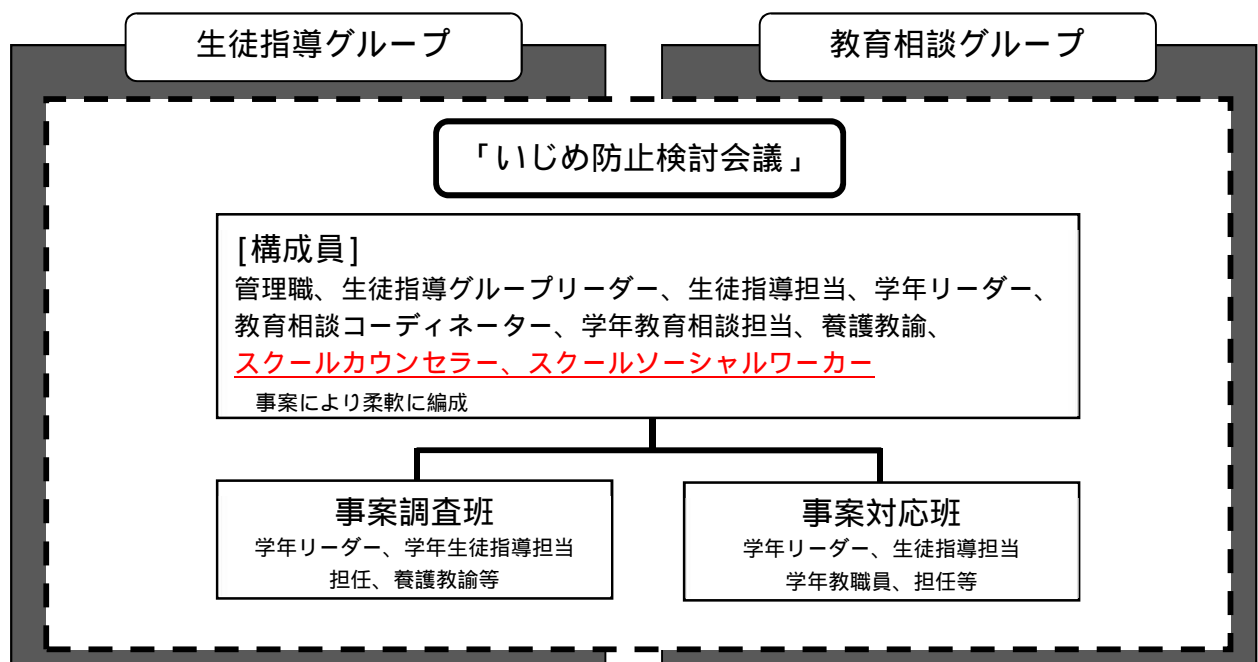 生徒指導グループ
教育相談グループ
「いじめ防止検討会議」
[構成員]
管理職、生徒指導グループリーダー、生徒指導担当、学年リーダー、
教育相談コーディネーター、学年教育相談担当、養護教諭、
スクールカウンセラー、スクールソーシャルワーカー
事案により柔軟に編成
事案調査班
学年リーダー、学年生徒指導担当
担任、養護教諭等
事案対応班
学年リーダー、生徒指導担当
学年教職員、担任等